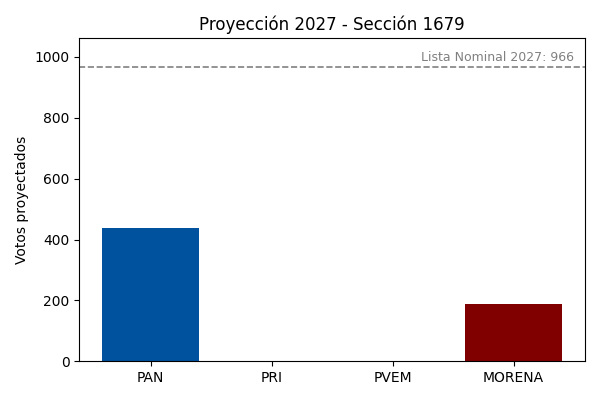 Proyección 2027 - Sección 1679
Lista Nominal 2027: 966
Votos proyectados
1000
800
600
400
200
0
PAN PRI PVEM MORENA